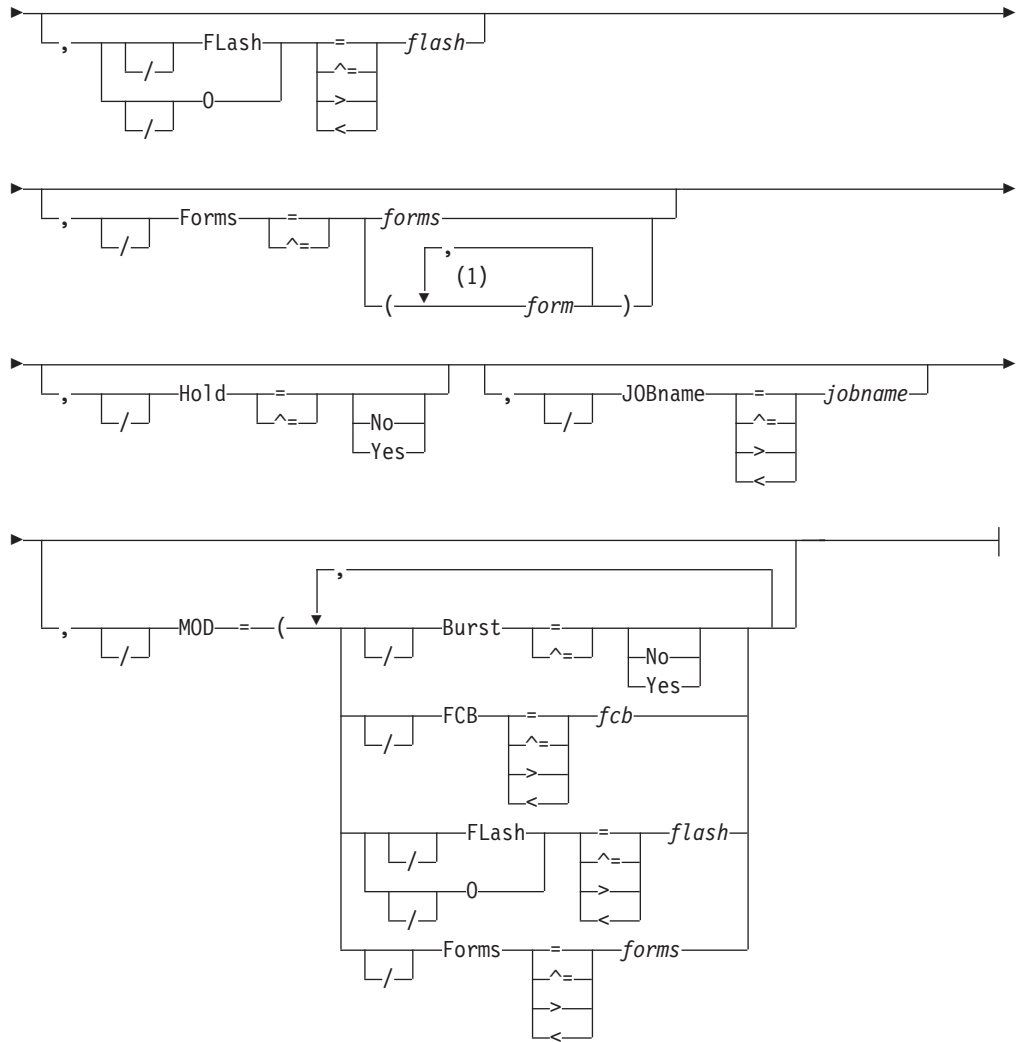 , / FLash = flash
^=
/ O >
<
, / Forms = forms
^= ,
(1)
( form )
, / Hold = , / JOBname = jobname
^= No ^=
Yes >
<
,
, / MOD = ( / Burst =
^= No
Yes
/ FCB = fcb
^=
>
<
/ FLash = flash
^=
/ O >
<
/ Forms = forms
^=
>
<